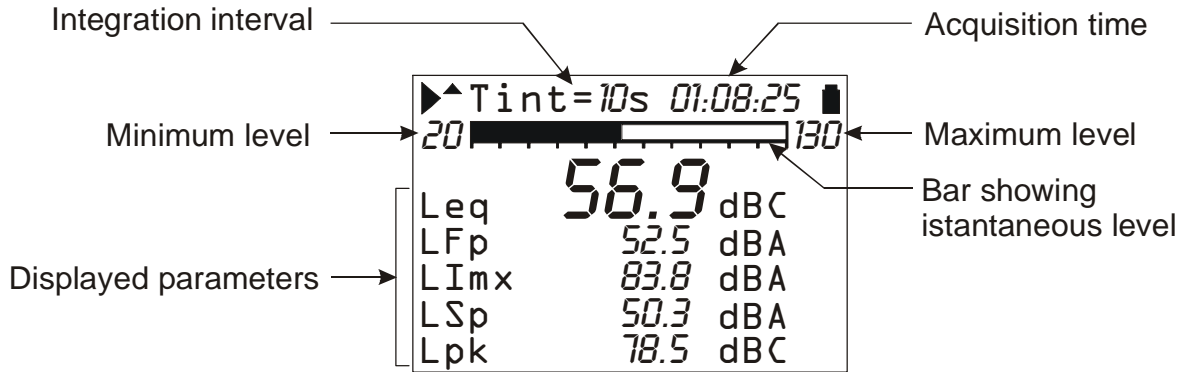 Integration interval
Acquisition time
Tint=10s 01:08:25
Minimum level
20
130
Maximum level
Bar showing
istantaneous level
Displayed parameters
Leq 56.9 dBC
LFp 52.5 dBA
LImx 83.8 dBA
LSp 50.3 dBA
Lpk 78.5 dBC